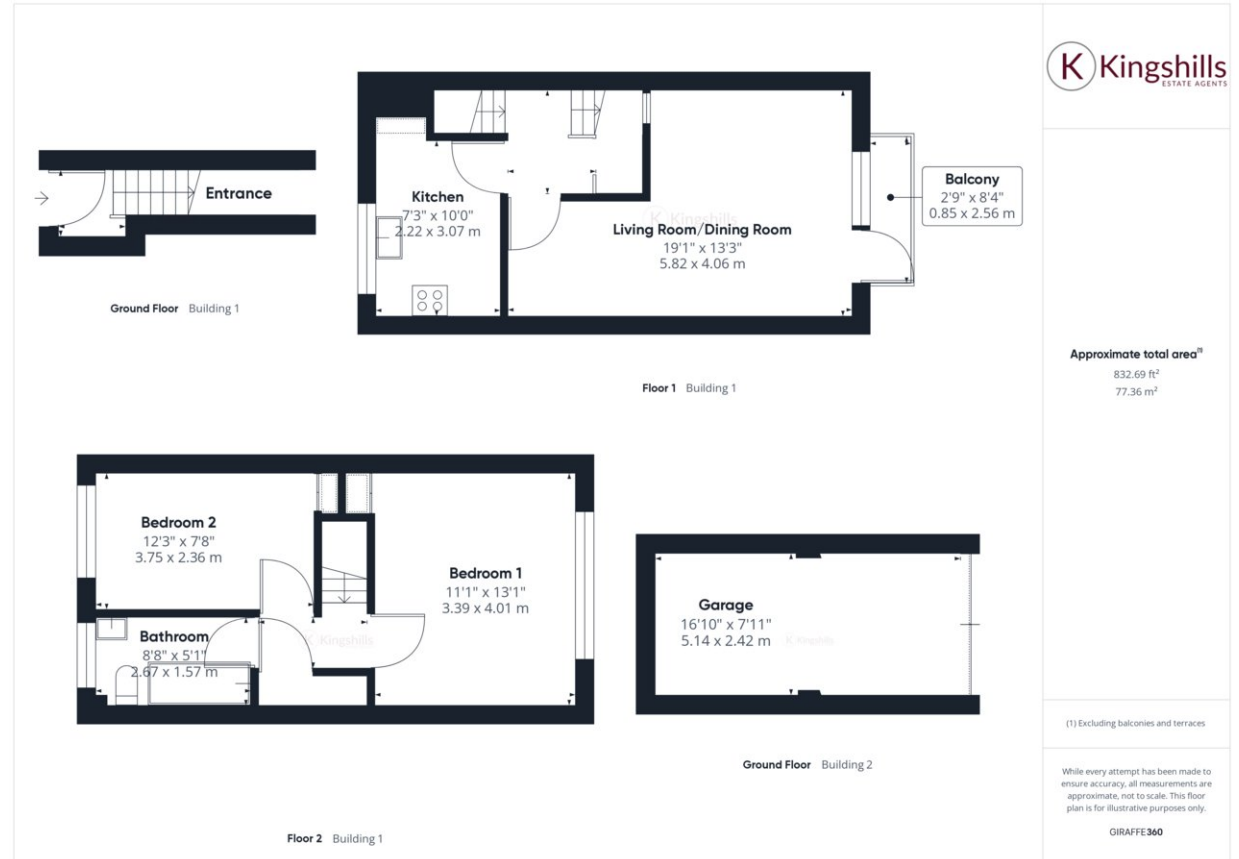 K Kingshills
ESTATE AGENTS
Entrance
Ground Floor Building 1
Kitchen
7'3" x 10'0"
2.22 x 3.07 m
K Kingshills
Living Room/Dining Room
19'1" x 13'3"
5.82 x 4.06 m
Balcony
2'9" x 8'4"
0.85 x 2.56 m
Floor 1 Building 1
Approximate total area(1)
832.69 ft²
77.36 m²
Bedroom 2
12'3" x 7'8"
3.75 x 2.36 m
Bedroom 1
11'1" x 13'1"
3.39 x 4.01 m
Bathroom
8'8" x 5'1"
2.67 x 1.57 m
K Kingshills
Floor 2 Building 1
Garage
16'10" x 7'11"
5.14 x 2.42 m
K Kingshills
Ground Floor Building 2
(1) Excluding balconies and terraces
While every attempt has been made to
ensure accuracy, all measurements are
approximate, not to scale. This floor
plan is for illustrative purposes only.
GIRAFFE360